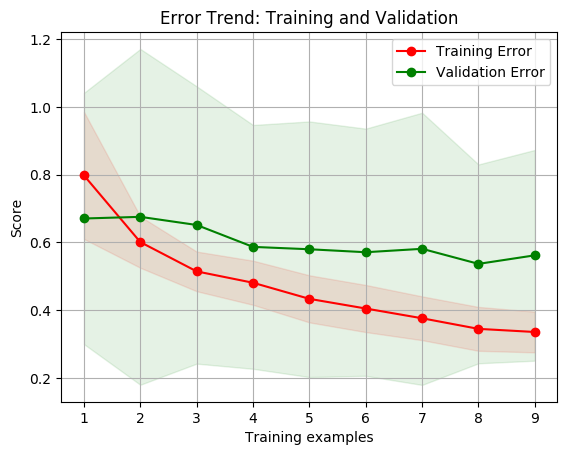 Error Trend: Training and Validation
Training Error
Validation Error
Score
1.2
1.0
0.8
0.6
0.4
0.2
1 2 3 4 5 6 7 8 9
Training examples